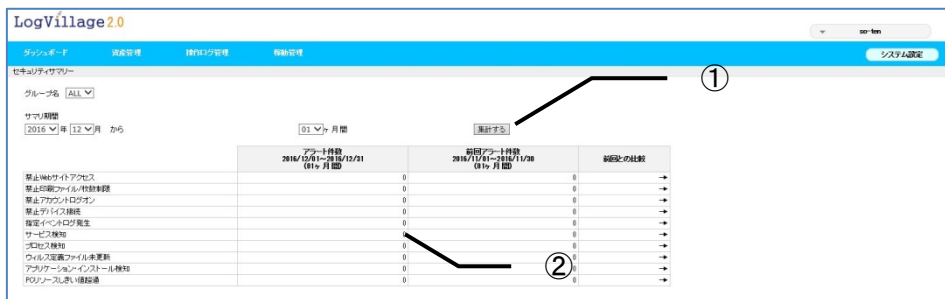 LogVillage 2.0
so-ten
ダッシュボード 資産管理 操作ログ管理 稼動管理 システム設定
セキュリティサマリー
①
グループ名 ALL
サマリ期間
2016 年 12 月 から 01 ヶ月間 集計する
アラート件数 前回アラート件数 前回との比較
2016/12/01～2016/12/31 2016/11/01～2016/11/30
(01ヶ月間) (01ヶ月間)
禁止Webサイトアクセス 0 0 →
禁止印刷ファイル/枚数制限 0 0 →
禁止アカウントログオン 0 0 →
禁止デバイス接続 0 0 →
指定イベントログ発生 0 0 →
サービス検知 0 0 →
プロセス検知 0 0 →
ウィルス定義ファイル未更新 0 0 →
アプリケーション・インストール検知 0 0 →
PCリソースしきい値超過 0 0 →
②